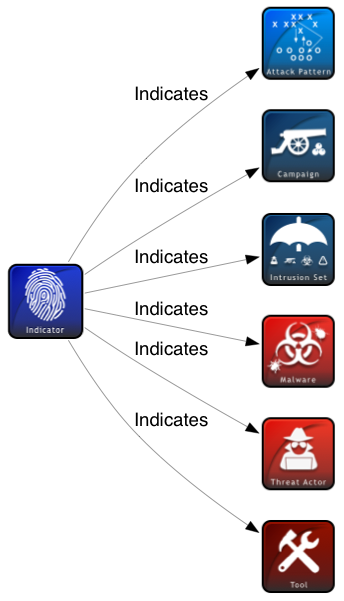 Attack Pattern
Indicates
Campaign
Indicates
Indicates
Intrusion Set
Indicator
Indicates
Indicates
Malware
Indicates
Threat Actor
Tool